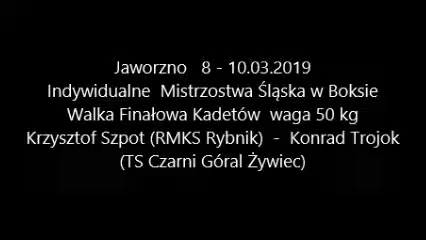 Jaworzno 8 - 10.03.2019
Indywidualne Mistrzostwa Śląska w Boksie
Walka Finałowa Kadetów waga 50 kg
Krzysztof Szpot (RMKS Rybnik) - Konrad Trojok
(TS Czarni Góral Żywiec)